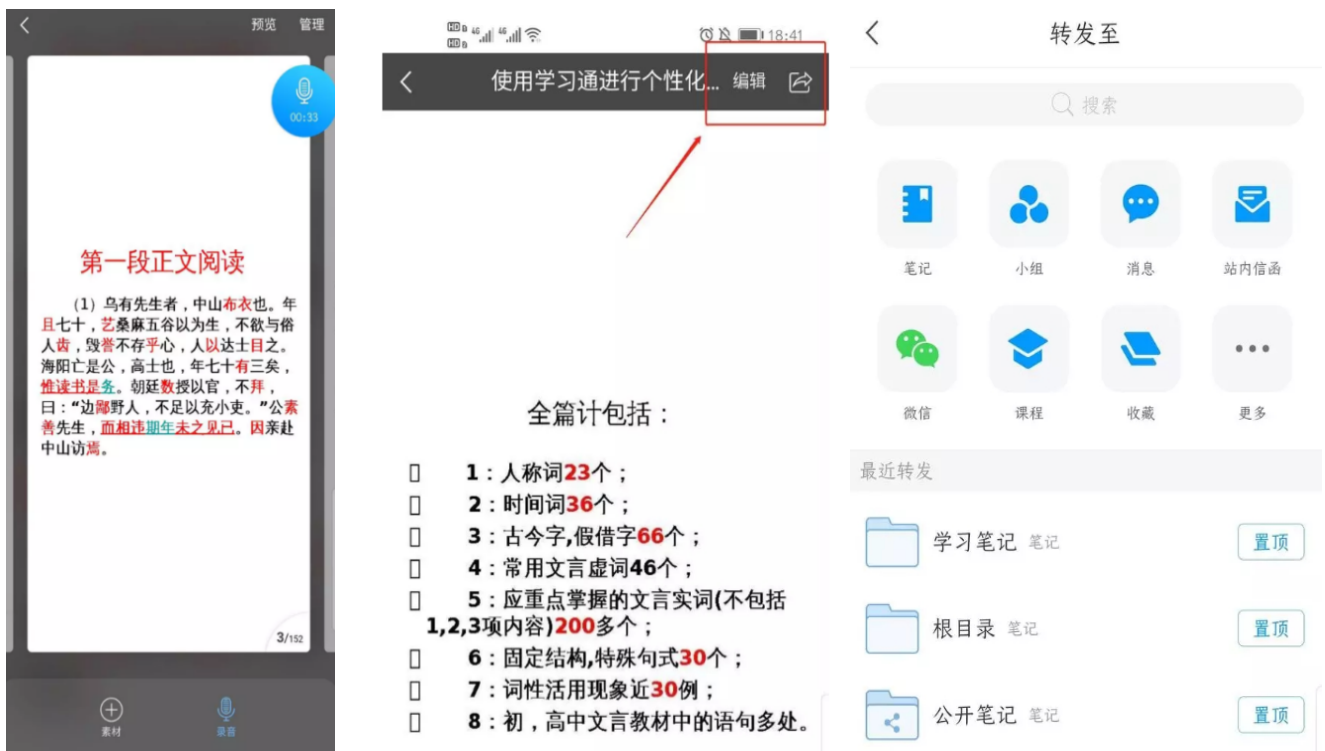 预览 管理
00:33
第一段正文阅读
（1）乌有先生者，中山布衣也。年
且七十，艺桑麻五谷以为生，不欲与俗
人齿，毁誉不存乎心，人以达士目之。
海阳亡是公，高士也，年七十有三矣，
惟读书是务。朝廷数授以官，不拜，
曰：“边鄙野人，不足以充小吏。”公素
善先生，而相违期年未之见已。因亲赴
中山访焉。
3/152
素材 录音
18:41
使用学习通进行个性化... 编辑
全篇计包括：
1：人称词23个；
2：时间词36个；
3：古今字,假借字66个；
4：常用文言虚词46个；
5：应重点掌握的文言实词(不包括
1,2,3项内容)200多个；
6：固定结构,特殊句式30个；
7：词性活用现象近30例；
8：初，高中文言教材中的语句多处。
转发至
搜索
笔记 小组 消息 站内信函
微信 课程 收藏 更多
最近转发
学习笔记 笔记 置顶
根目录 笔记 置顶
公开笔记 笔记 置顶